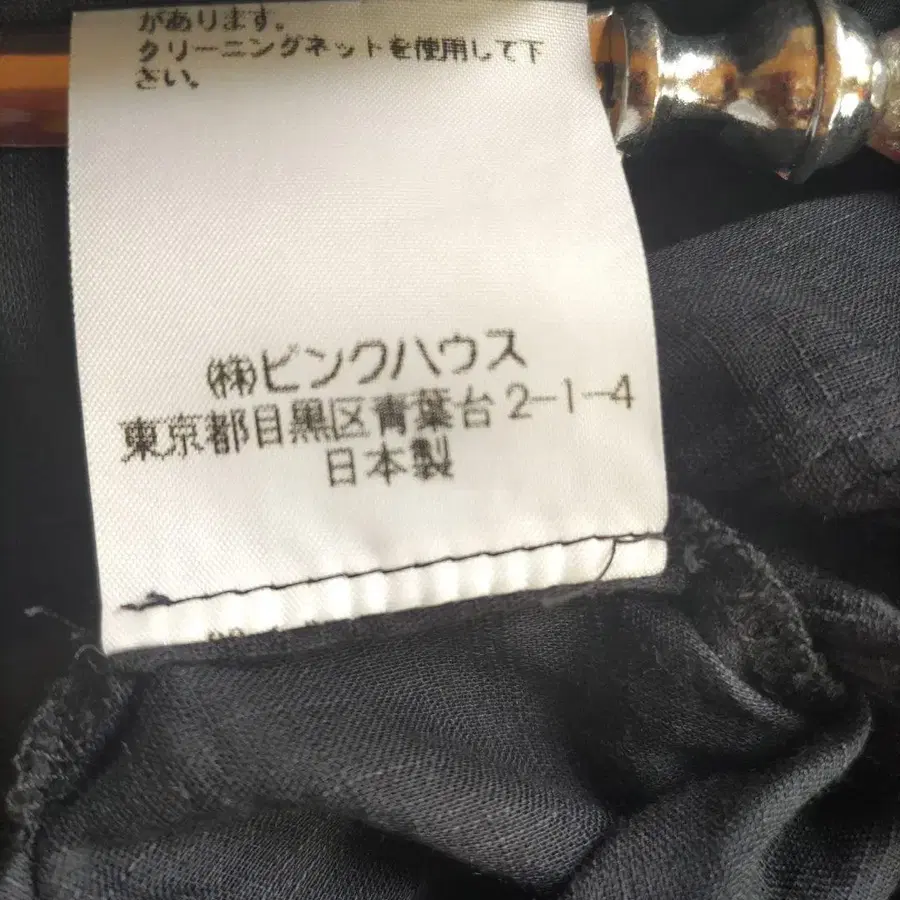 があります。
クリーニングネットを使用して下
さい。
㈱ピンクハウス
東京都目黒区青葉台2-1-4
日本製